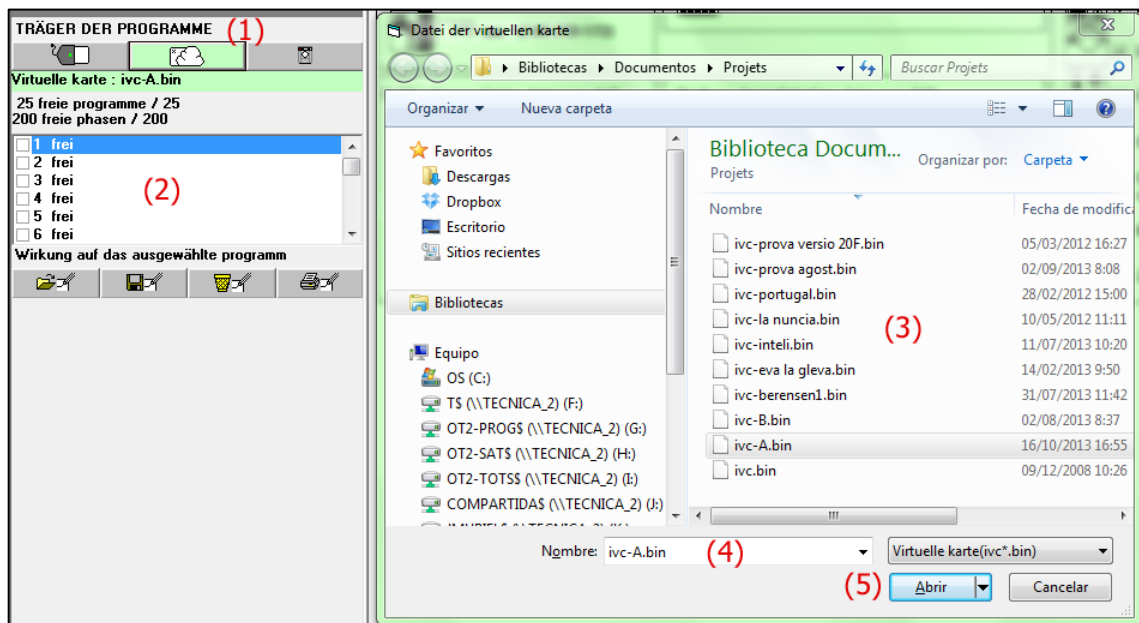 TRÄGER DER PROGRAMME (1)
Virtuelle karte : ivc-A.bin
25 freie programme / 25
200 freie phasen / 200
1 frei
2 frei
3 frei
4 frei
5 frei
6 frei
(2)
Wirkung auf das ausgewählte programm
Datei der virtuellen karte
Bibliotecas Documentos Projets
Buscar Projets
Organizar Nueva carpeta
Favoritos
Descargas
Dropbox
Escritorio
Sitios recientes
Bibliotecas
Equipo
OS (C:)
T$ (\\TECNICA_2) (F:)
OT2-PROG$ (\\TECNICA_2) (G:)
OT2-SAT$ (\\TECNICA_2) (H:)
OT2-TOTS$ (\\TECNICA_2) (I:)
COMPARTIDA$ (\\TECNICA_2) (J:)
Biblioteca Docum...
Projets
Organizar por: Carpeta
Nombre Fecha de modifica
ivc-prova versio 20F.bin 05/03/2012 16:27
ivc-prova agost.bin 02/09/2013 8:08
ivc-portugal.bin 28/02/2012 15:00
ivc-la nuncia.bin 10/05/2012 11:11
(3)
ivc-inteli.bin 11/07/2013 10:20
ivc-eva la gleva.bin 14/02/2013 9:50
ivc-berensen1.bin 31/07/2013 11:42
ivc-B.bin 02/08/2013 8:37
ivc-A.bin 16/10/2013 16:55
ivc.bin 09/12/2008 10:26
Nombre: ivc-A.bin (4) Virtuelle karte(ivc*.bin)
(5) Abrir Cancelar